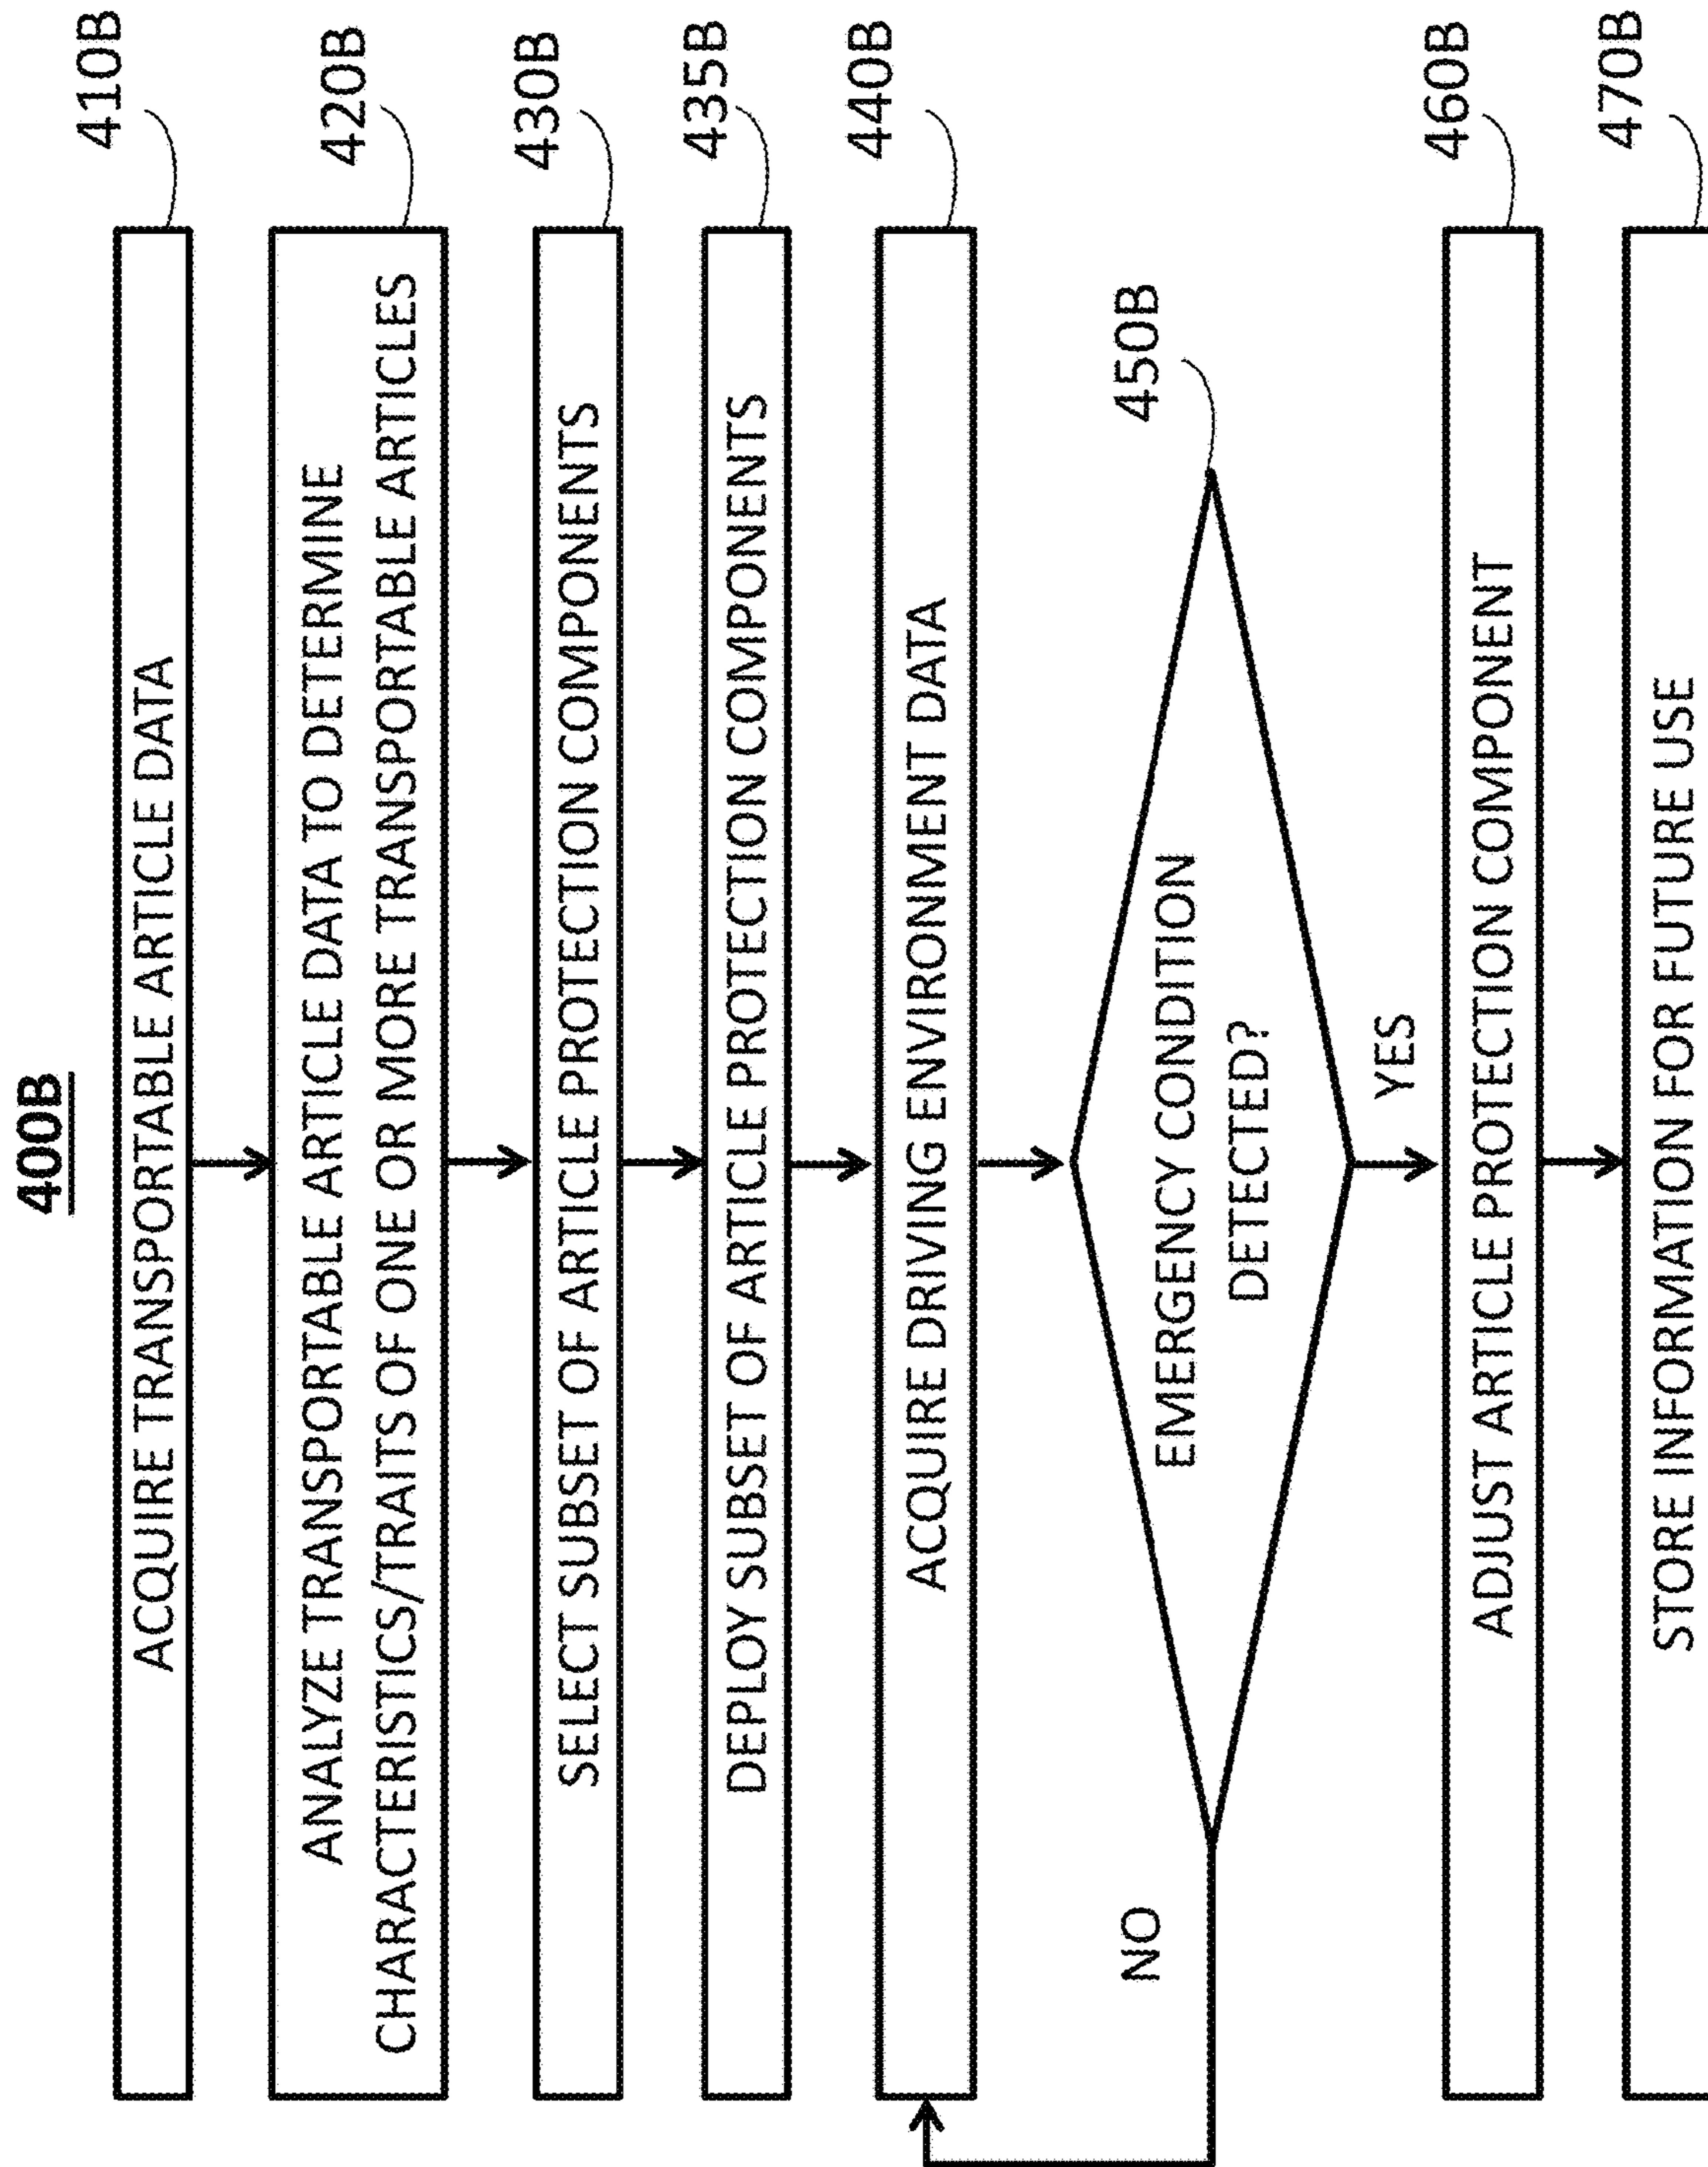 400B
410B
ACQUIRE TRANSPORTABLE ARTICLE DATA
420B
ANALYZE TRANSPORTABLE ARTICLE DATA TO DETERMINE
CHARACTERISTICS/TRAITS OF ONE OR MORE TRANSPORTABLE ARTICLES
430B
SELECT SUBSET OF ARTICLE PROTECTION COMPONENTS
435B
DEPLOY SUBSET OF ARTICLE PROTECTION COMPONENTS
440B
ACQUIRE DRIVING ENVIRONMENT DATA
450B
EMERGENCY CONDITION
DETECTED?
NO
YES
460B
ADJUST ARTICLE PROTECTION COMPONENT
470B
STORE INFORMATION FOR FUTURE USE